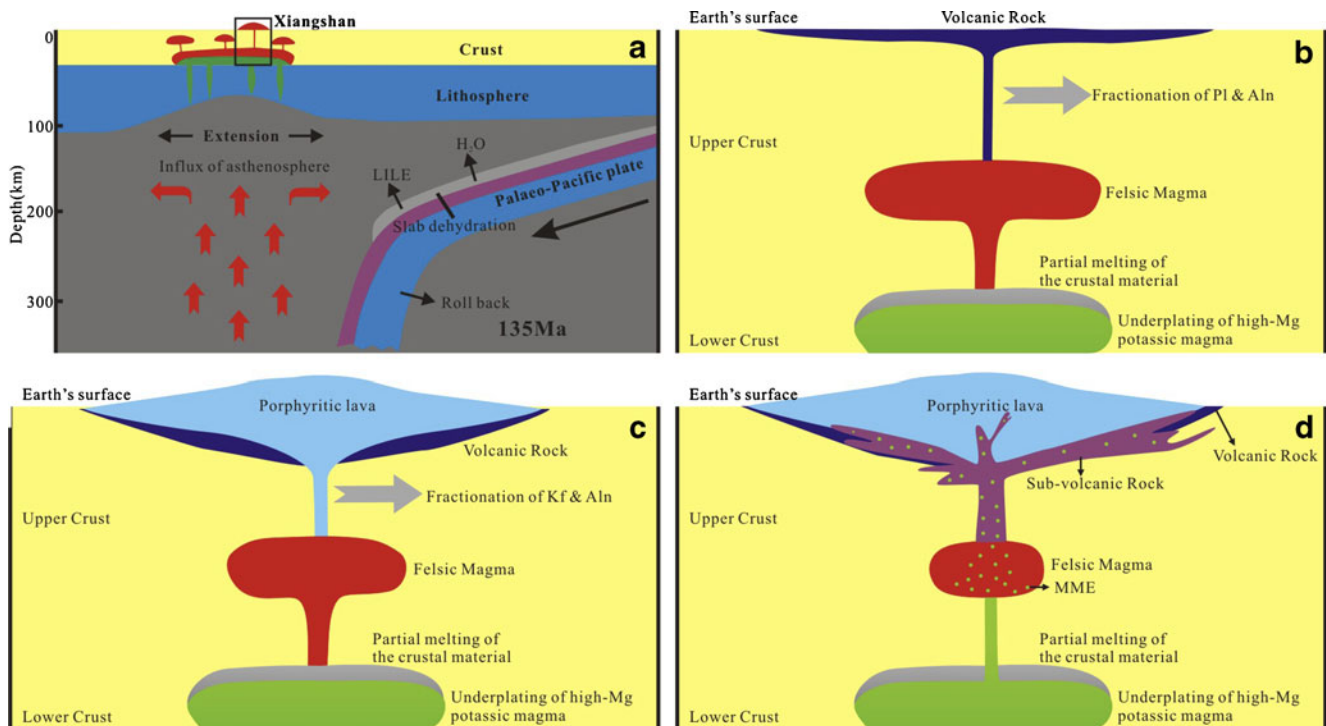 Xiangshan
a
0
Crust
Lithosphere
100
Extension
Influx of asthenosphere
H₂O
LILE
Palaeo-Pacific plate
Depth(km)
200
Slab dehydration
300
Roll back
135Ma
Earth's surface
Volcanic Rock
b
Fractionation of Pl & Aln
Upper Crust
Felsic Magma
Partial melting of
the crustal material
Underplating of high-Mg
potassic magma
Lower Crust
Earth's surface
Porphyritic lava
c
Volcanic Rock
Fractionation of Kf & Aln
Upper Crust
Felsic Magma
Partial melting of
the crustal material
Underplating of high-Mg
potassic magma
Lower Crust
Earth's surface
Porphyritic lava
d
Volcanic
Rock
Sub-volcanic
Rock
Upper Crust
Felsic Magma
MME
Partial melting of
the crustal material
Underplating of high-Mg
potassic magma
Lower Crust